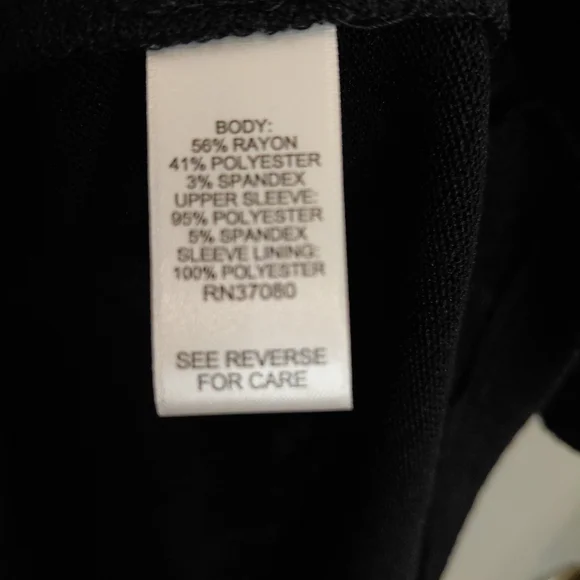 BODY:
56% RAYON
41% POLYESTER
3% SPANDEX
UPPER SLEEVE:
95% POLYESTER
5% SPANDEX
SLEEVE LINING:
100% POLYESTER
RN37080
SEE REVERSE
FOR CARE